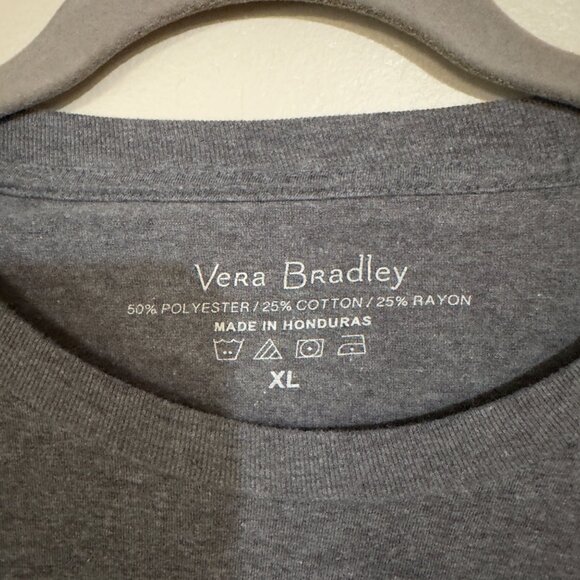 Vera Bradley
50% POLYESTER / 25% COTTON / 25% RAYON
MADE IN HONDURAS
XL